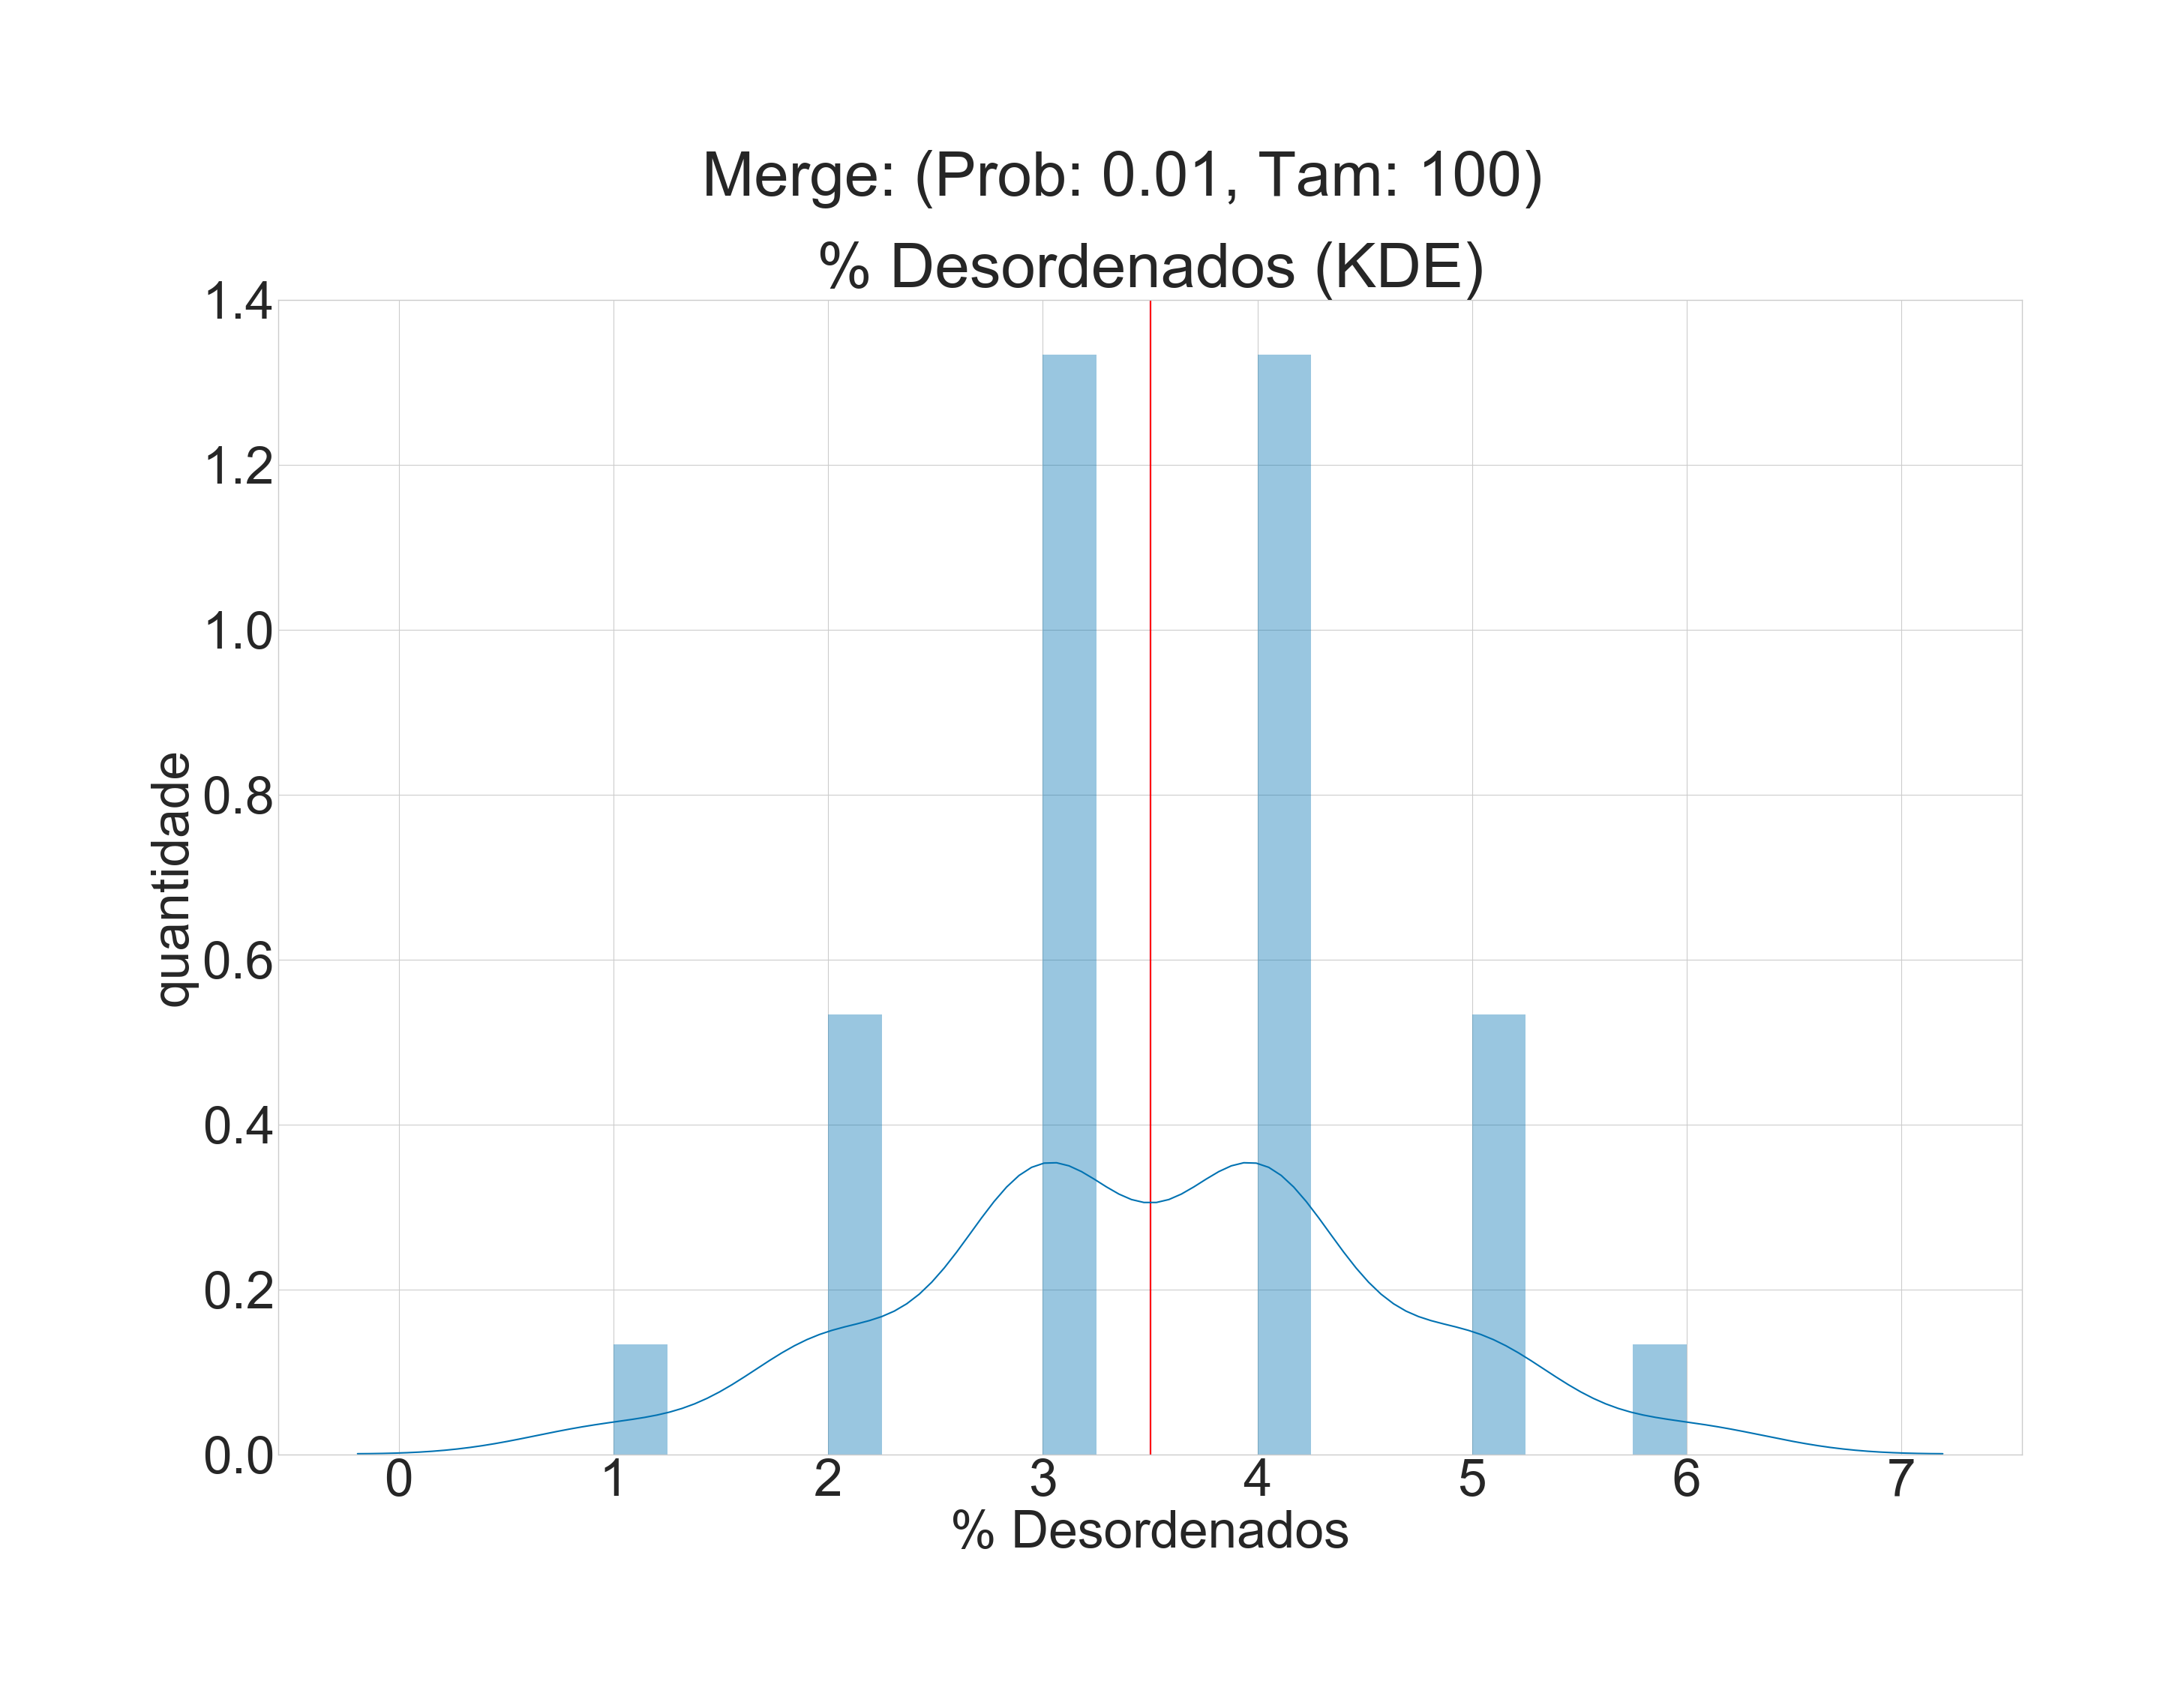 Merge: (Prob: 0.01, Tam: 100)
% Desordenados (KDE)
1.4
1.2
1.0
0.8
0.6
0.4
0.2
0.0
quantidade
0 1 2 3 4 5 6 7
% Desordenados